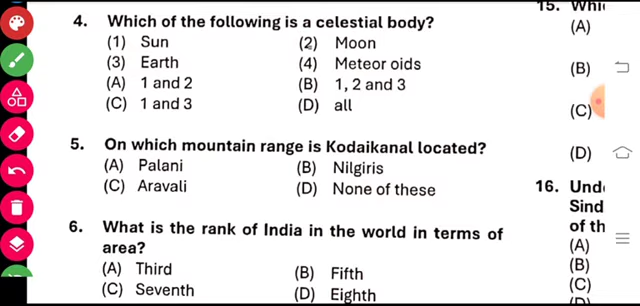 4. Which of the following is a celestial body?
(1) Sun (2) Moon
(3) Earth (4) Meteor oids
(A) 1 and 2 (B) 1, 2 and 3
(C) 1 and 3 (D) all
5. On which mountain range is Kodaikanal located?
(A) Palani (B) Nilgiris
(C) Aravali (D) None of these
6. What is the rank of India in the world in terms of
area?
(A) Third (B) Fifth
(C) Seventh (D) Eighth
15.
(A)
(B)
(C)
(D)
16.
Sind
of th
(A)
(B)
(C)
(D)